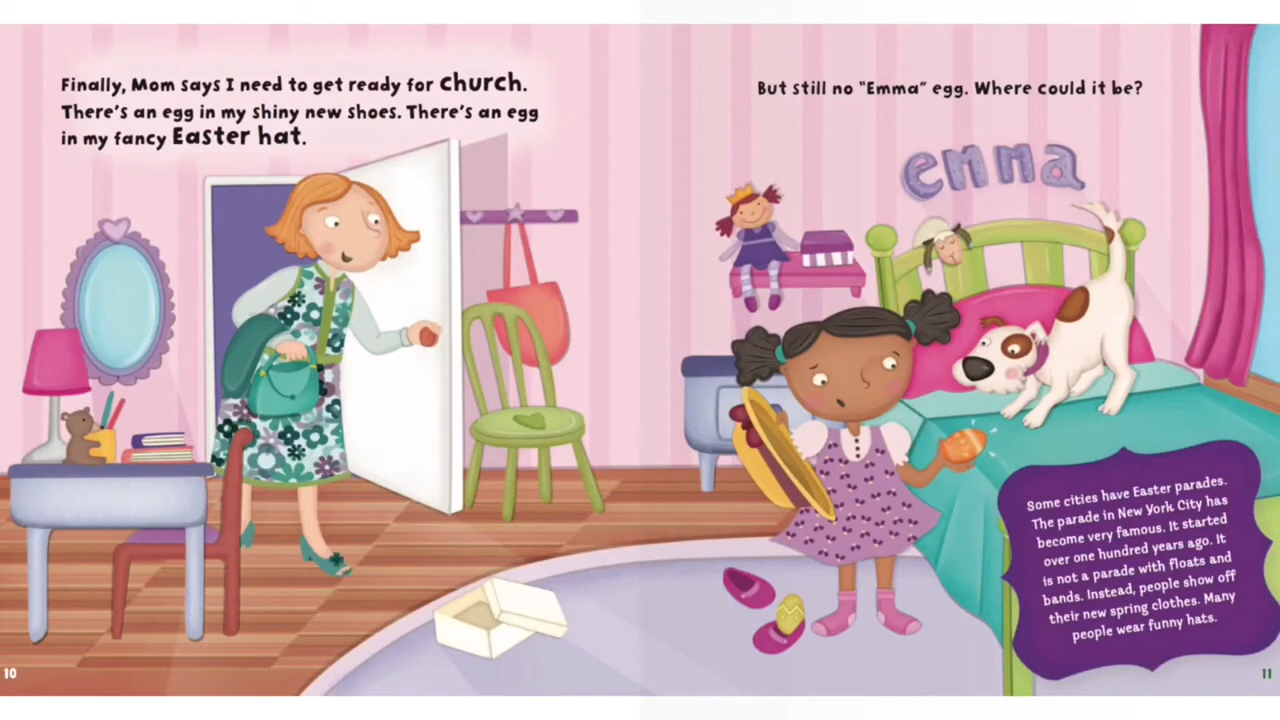 Finally, Mom says I need to get ready for church.
There's an egg in my shiny new shoes. There's an egg
in my fancy Easter hat.
But still no "Emma" egg. Where could it be?
emma
Some cities have Easter parades.
The parade in New York City has
become very famous. It started
over one hundred years ago. It
is not a parade with floats and
bands. Instead, people show off
their new spring clothes. Many
people wear funny hats.
10
11